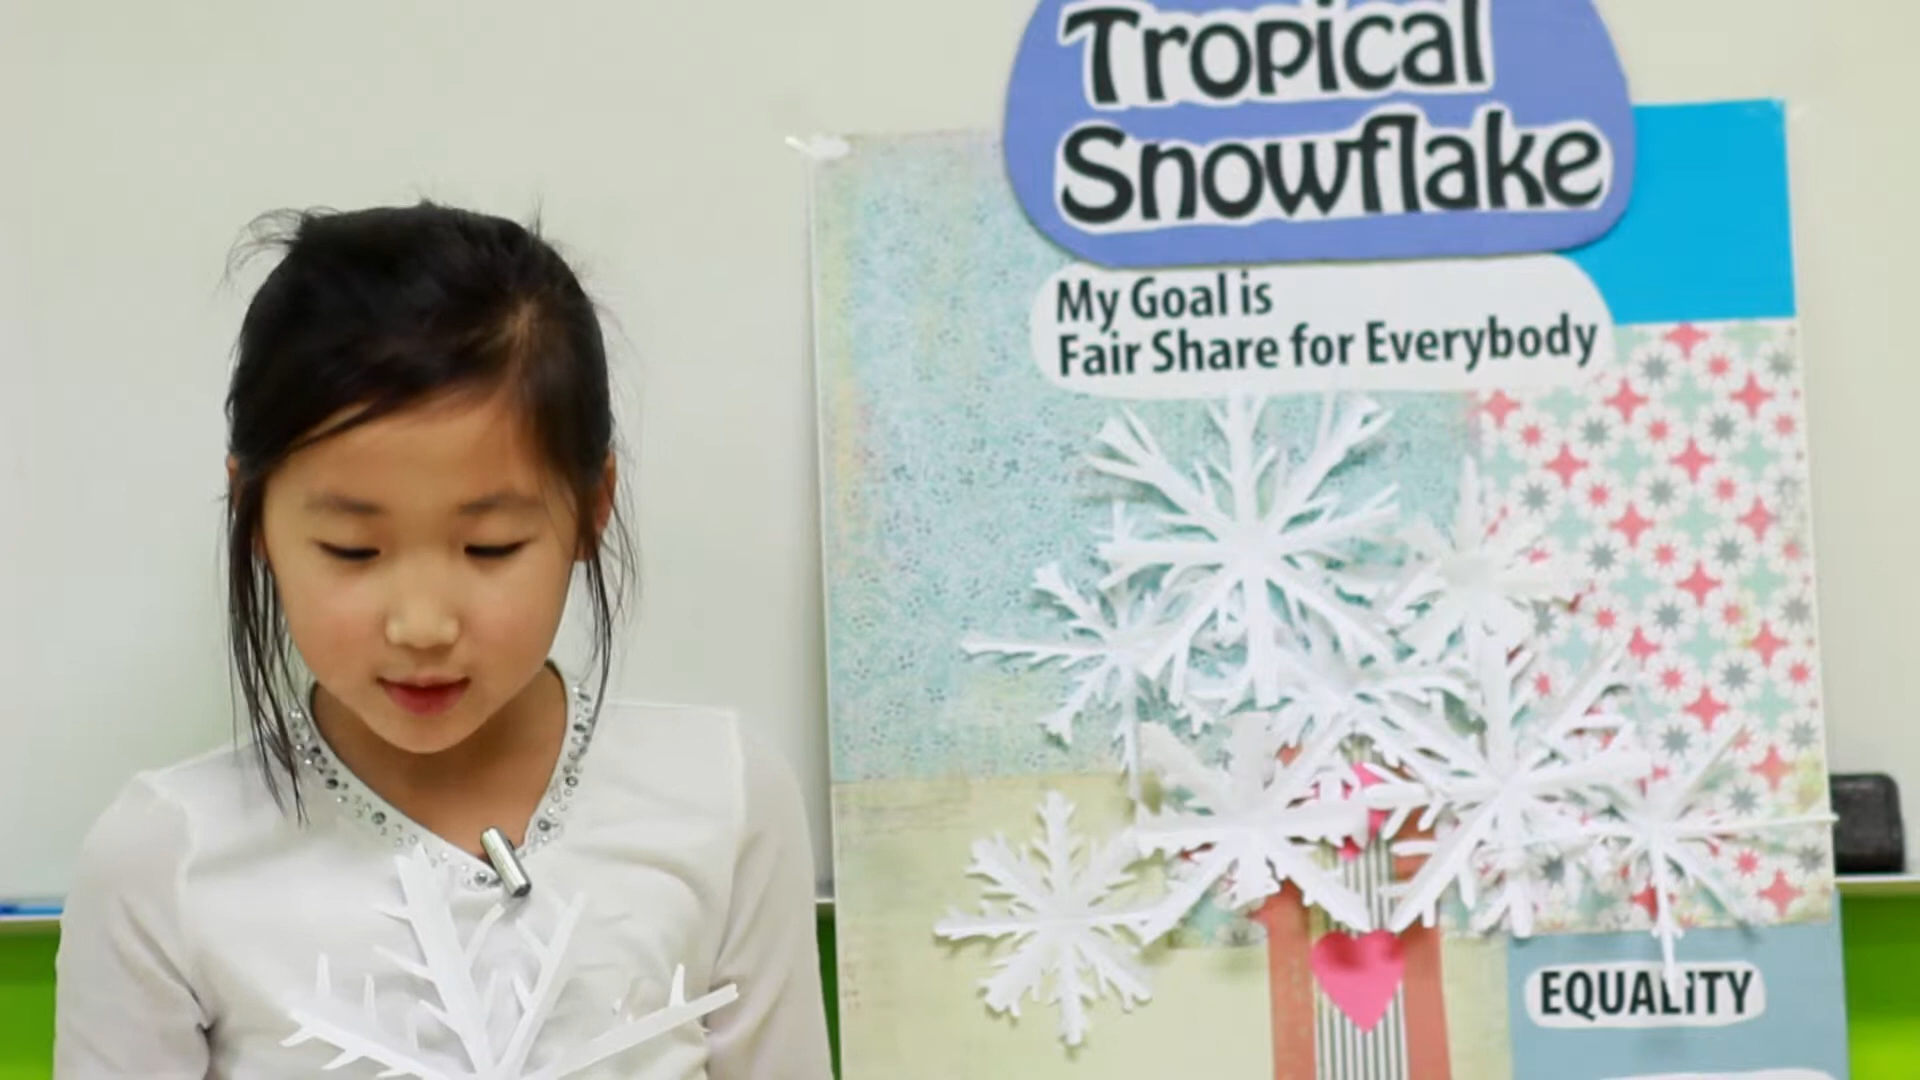 Tropical
Snowflake
My Goal is
Fair Share for Everybody
EQUALiTY